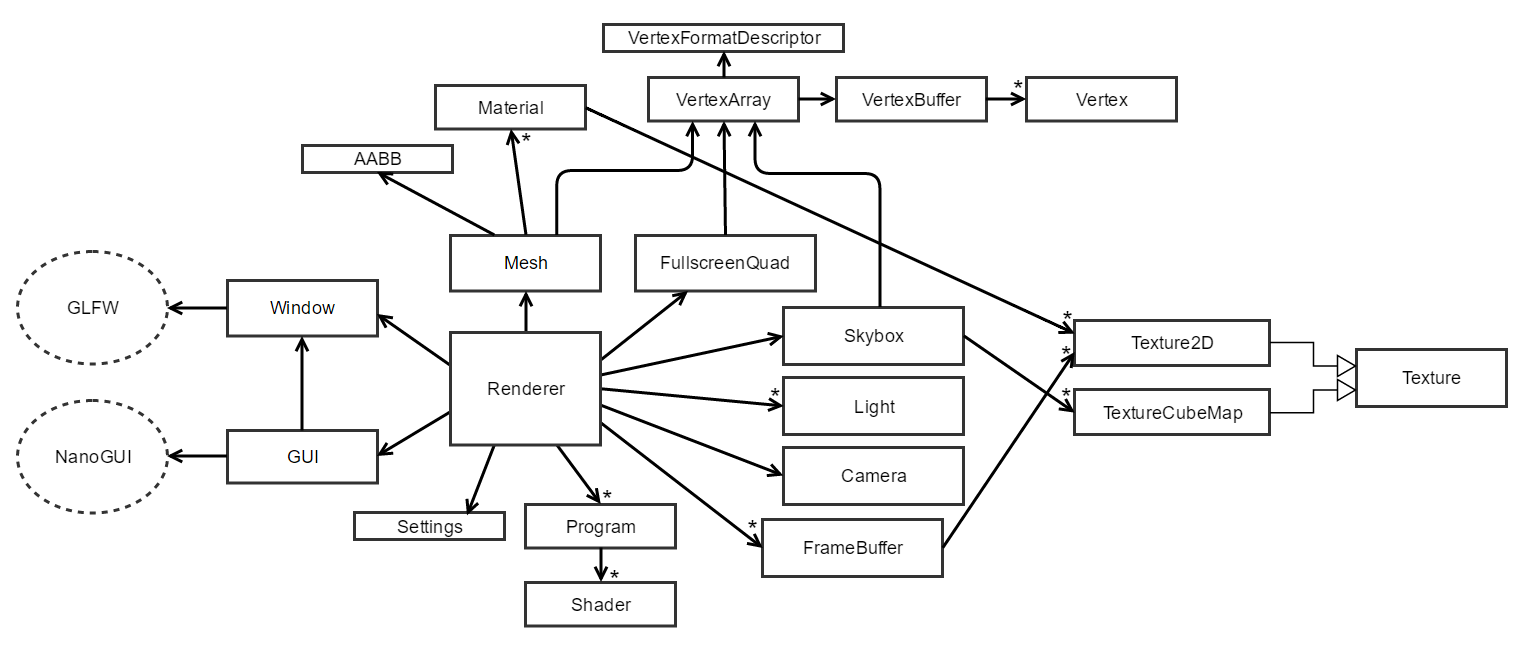 VertexFormatDescriptor
VertexArray
VertexBuffer
*
Vertex
Material
*
AABB
Mesh
FullscreenQuad
GLFW
Window
Skybox
*
Texture2D
*
Texture
Renderer
*
Light
*
TextureCubeMap
NanoGUI
GUI
Camera
*
Settings
Program
*
FrameBuffer
*
Shader